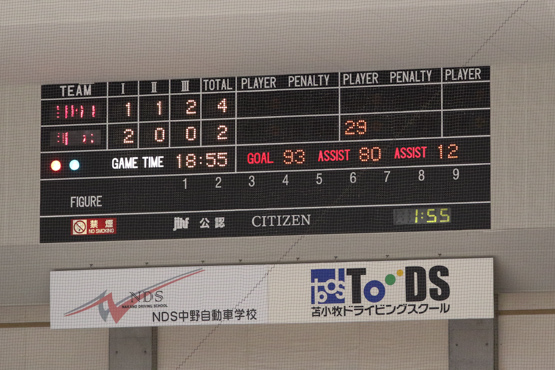 TEAM I II III TOTAL PLAYER PENALTY PLAYER PENALTY PLAYER
1 1 2 4
2 0 0 2 29
GAME TIME 18:55 GOAL 93 ASSIST 80 ASSIST 12
1 2 3 4 5 6 7 8 9
FIGURE
禁煙
NO SMOKING
jihf 公認 CITIZEN 1:55
NDS
NDS中野自動車学校
tods ToDS
苫小牧ドライビングスクール